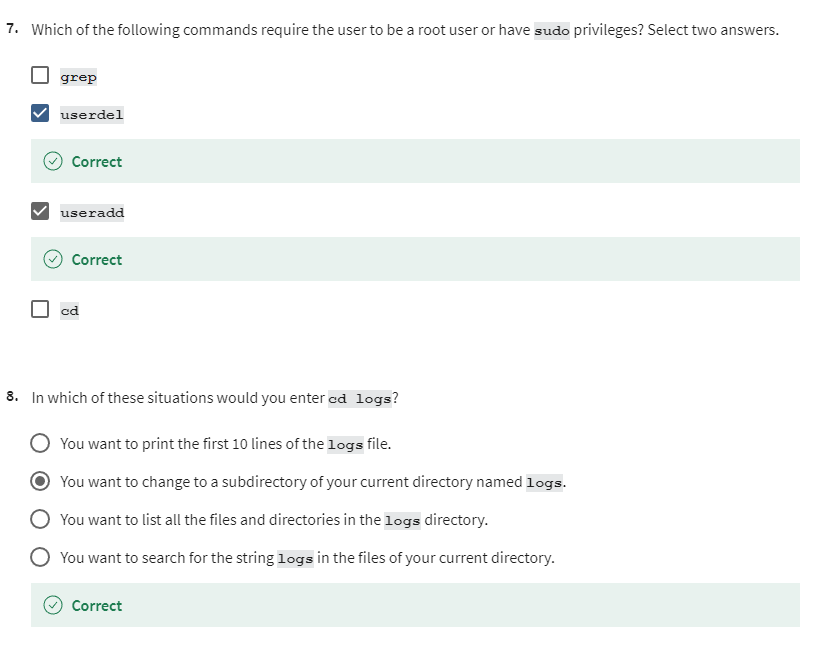 7. Which of the following commands require the user to be a root user or have sudo privileges? Select two answers.
grep
userdel
Correct
useradd
Correct
cd
8. In which of these situations would you enter cd logs?
You want to print the first 10 lines of the logs file.
You want to change to a subdirectory of your current directory named logs.
You want to list all the files and directories in the logs directory.
You want to search for the string logs in the files of your current directory.
Correct